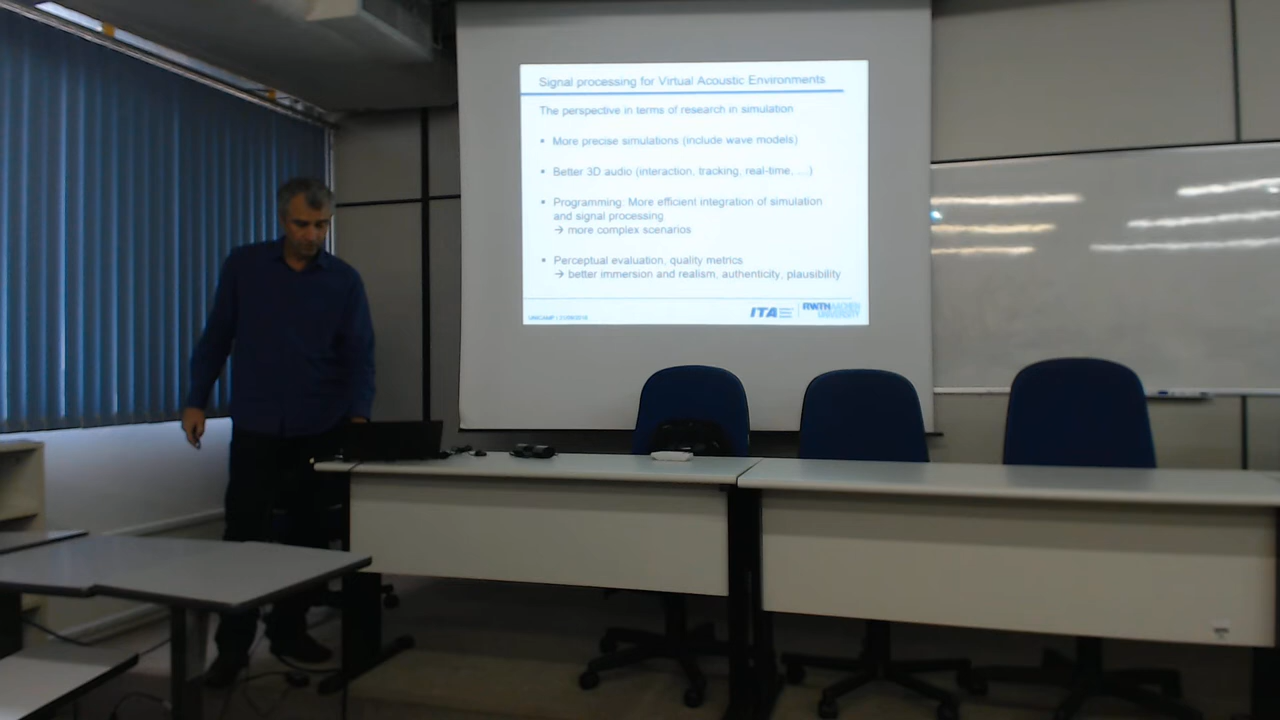 Signal processing for Virtual Acoustic Environments
The perspective in terms of research in simulation
▪ More precise simulations (include wave models)
▪ Better 3D audio (interaction, tracking, real-time, ...)
▪ Programming: More efficient integration of simulation
and signal processing
→ more complex scenarios
▪ Perceptual evaluation, quality metrics
→ better immersion and realism, authenticity, plausibility
UNICAMP |
ITA
RWTHAACHEN
UNIVERSITY